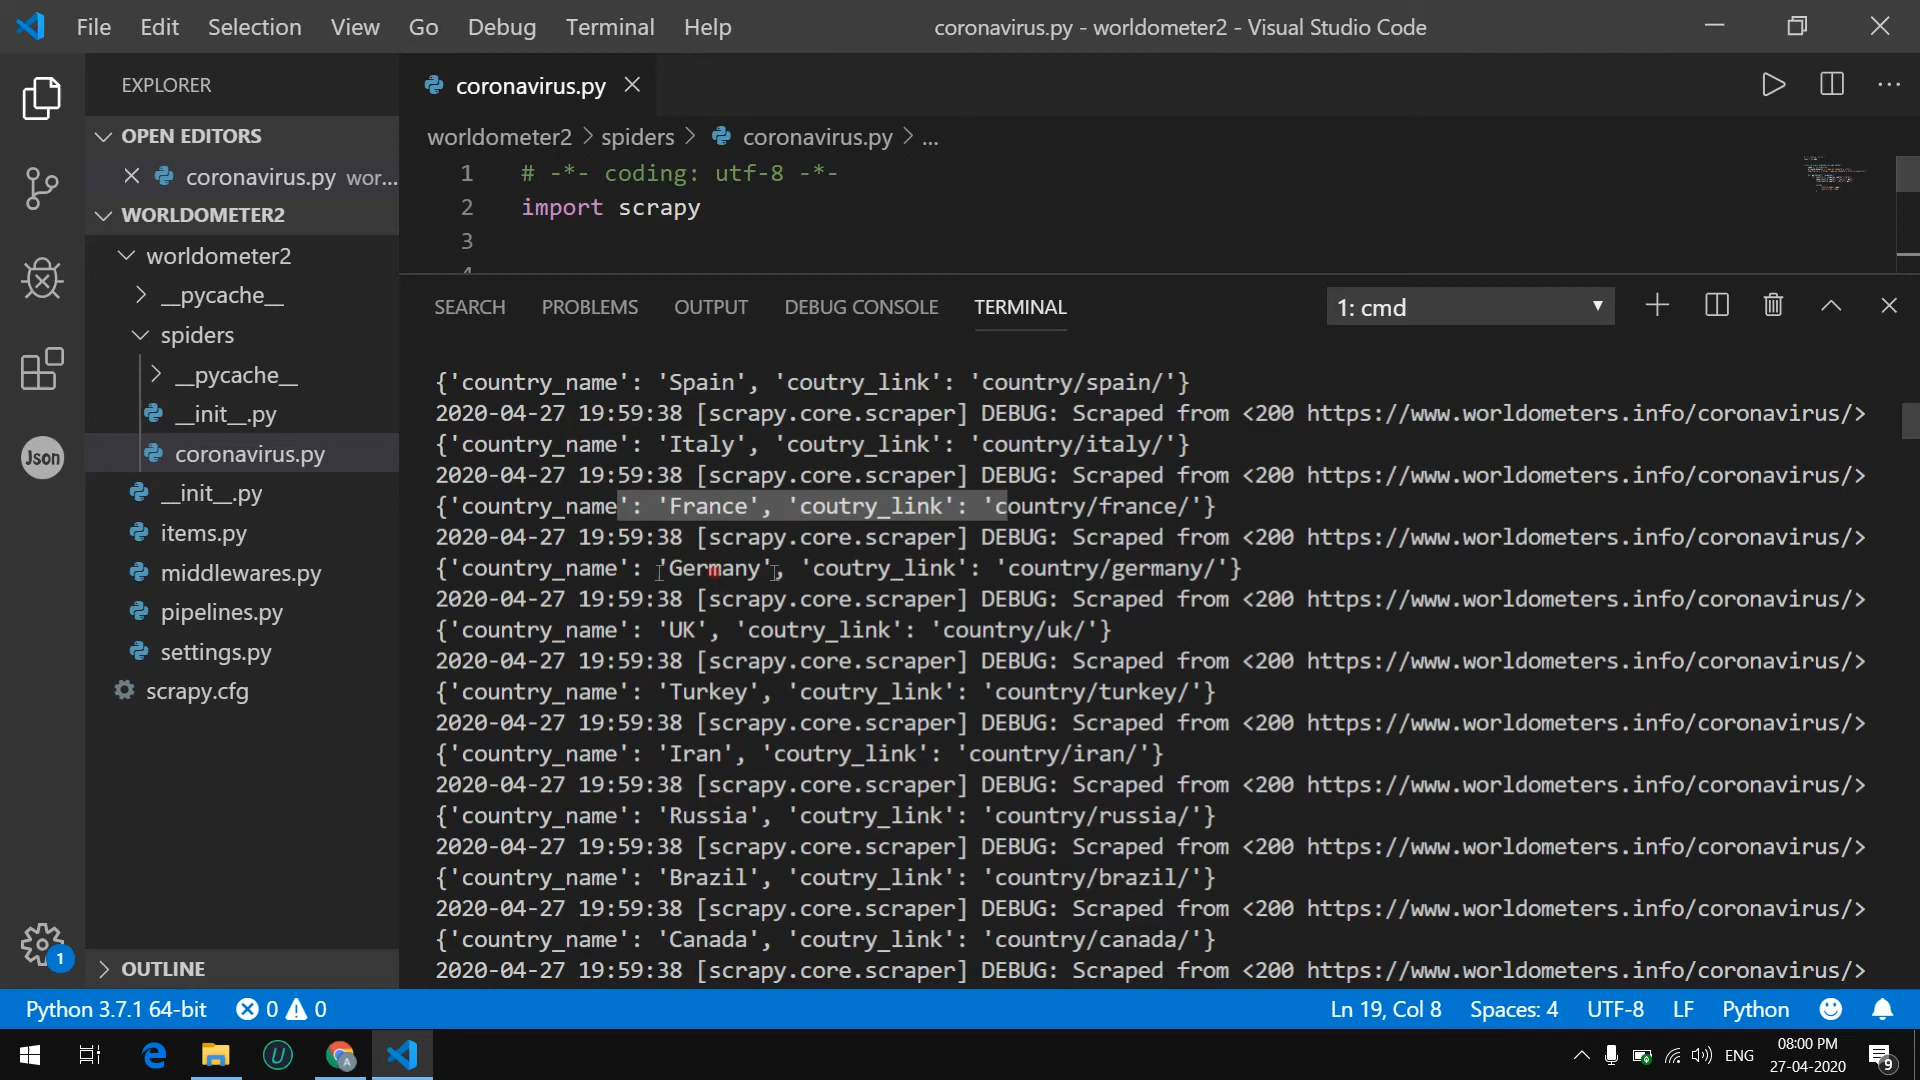 File Edit Selection View Go Debug Terminal Help
coronavirus.py - worldometer2 - Visual Studio Code
EXPLORER
OPEN EDITORS
coronavirus.py wor...
WORLDOMETER2
worldometer2
__pycache__
spiders
__pycache__
__init__.py
coronavirus.py
__init__.py
items.py
middlewares.py
pipelines.py
settings.py
scrapy.cfg
OUTLINE
Json
1
coronavirus.py
worldometer2 > spiders > coronavirus.py > ...
1 # -*- coding: utf-8 -*-
2 import scrapy
3
4
SEARCH PROBLEMS OUTPUT DEBUG CONSOLE TERMINAL
1: cmd
{'country_name': 'Spain', 'coutry_link': 'country/spain/'}
2020-04-27 19:59:38 [scrapy.core.scraper] DEBUG: Scraped from <200 https://www.worldometers.info/coronavirus/>
{'country_name': 'Italy', 'coutry_link': 'country/italy/'}
2020-04-27 19:59:38 [scrapy.core.scraper] DEBUG: Scraped from <200 https://www.worldometers.info/coronavirus/>
{'country_name': 'France', 'coutry_link': 'country/france/'}
2020-04-27 19:59:38 [scrapy.core.scraper] DEBUG: Scraped from <200 https://www.worldometers.info/coronavirus/>
{'country_name': 'Germany', 'coutry_link': 'country/germany/'}
2020-04-27 19:59:38 [scrapy.core.scraper] DEBUG: Scraped from <200 https://www.worldometers.info/coronavirus/>
{'country_name': 'UK', 'coutry_link': 'country/uk/'}
2020-04-27 19:59:38 [scrapy.core.scraper] DEBUG: Scraped from <200 https://www.worldometers.info/coronavirus/>
{'country_name': 'Turkey', 'coutry_link': 'country/turkey/'}
2020-04-27 19:59:38 [scrapy.core.scraper] DEBUG: Scraped from <200 https://www.worldometers.info/coronavirus/>
{'country_name': 'Iran', 'coutry_link': 'country/iran/'}
2020-04-27 19:59:38 [scrapy.core.scraper] DEBUG: Scraped from <200 https://www.worldometers.info/coronavirus/>
{'country_name': 'Russia', 'coutry_link': 'country/russia/'}
2020-04-27 19:59:38 [scrapy.core.scraper] DEBUG: Scraped from <200 https://www.worldometers.info/coronavirus/>
{'country_name': 'Brazil', 'coutry_link': 'country/brazil/'}
2020-04-27 19:59:38 [scrapy.core.scraper] DEBUG: Scraped from <200 https://www.worldometers.info/coronavirus/>
{'country_name': 'Canada', 'coutry_link': 'country/canada/'}
2020-04-27 19:59:38 [scrapy.core.scraper] DEBUG: Scraped from <200 https://www.worldometers.info/coronavirus/>
Python 3.7.1 64-bit 0 0 Ln 19, Col 8 Spaces: 4 UTF-8 LF Python
ENG
08:00 PM
27-04-2020
9